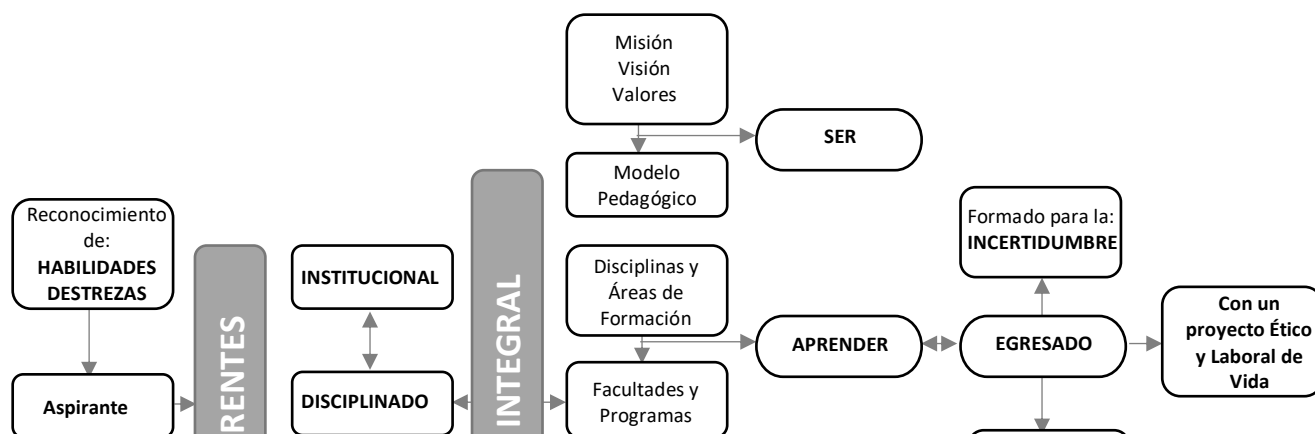 Misión
Visión
Valores
SER
Modelo
Pedagógico
Reconocimiento
de:
HABILIDADES
DESTREZAS
Aspirante
RENTES
INSTITUCIONAL
DISCIPLINADO
INTEGRAL
Disciplinas y
Áreas de
Formación
Facultades y
Programas
APRENDER
Formado para la:
INCERTIDUMBRE
EGRESADO
Con un
proyecto Ético
y Laboral de
Vida